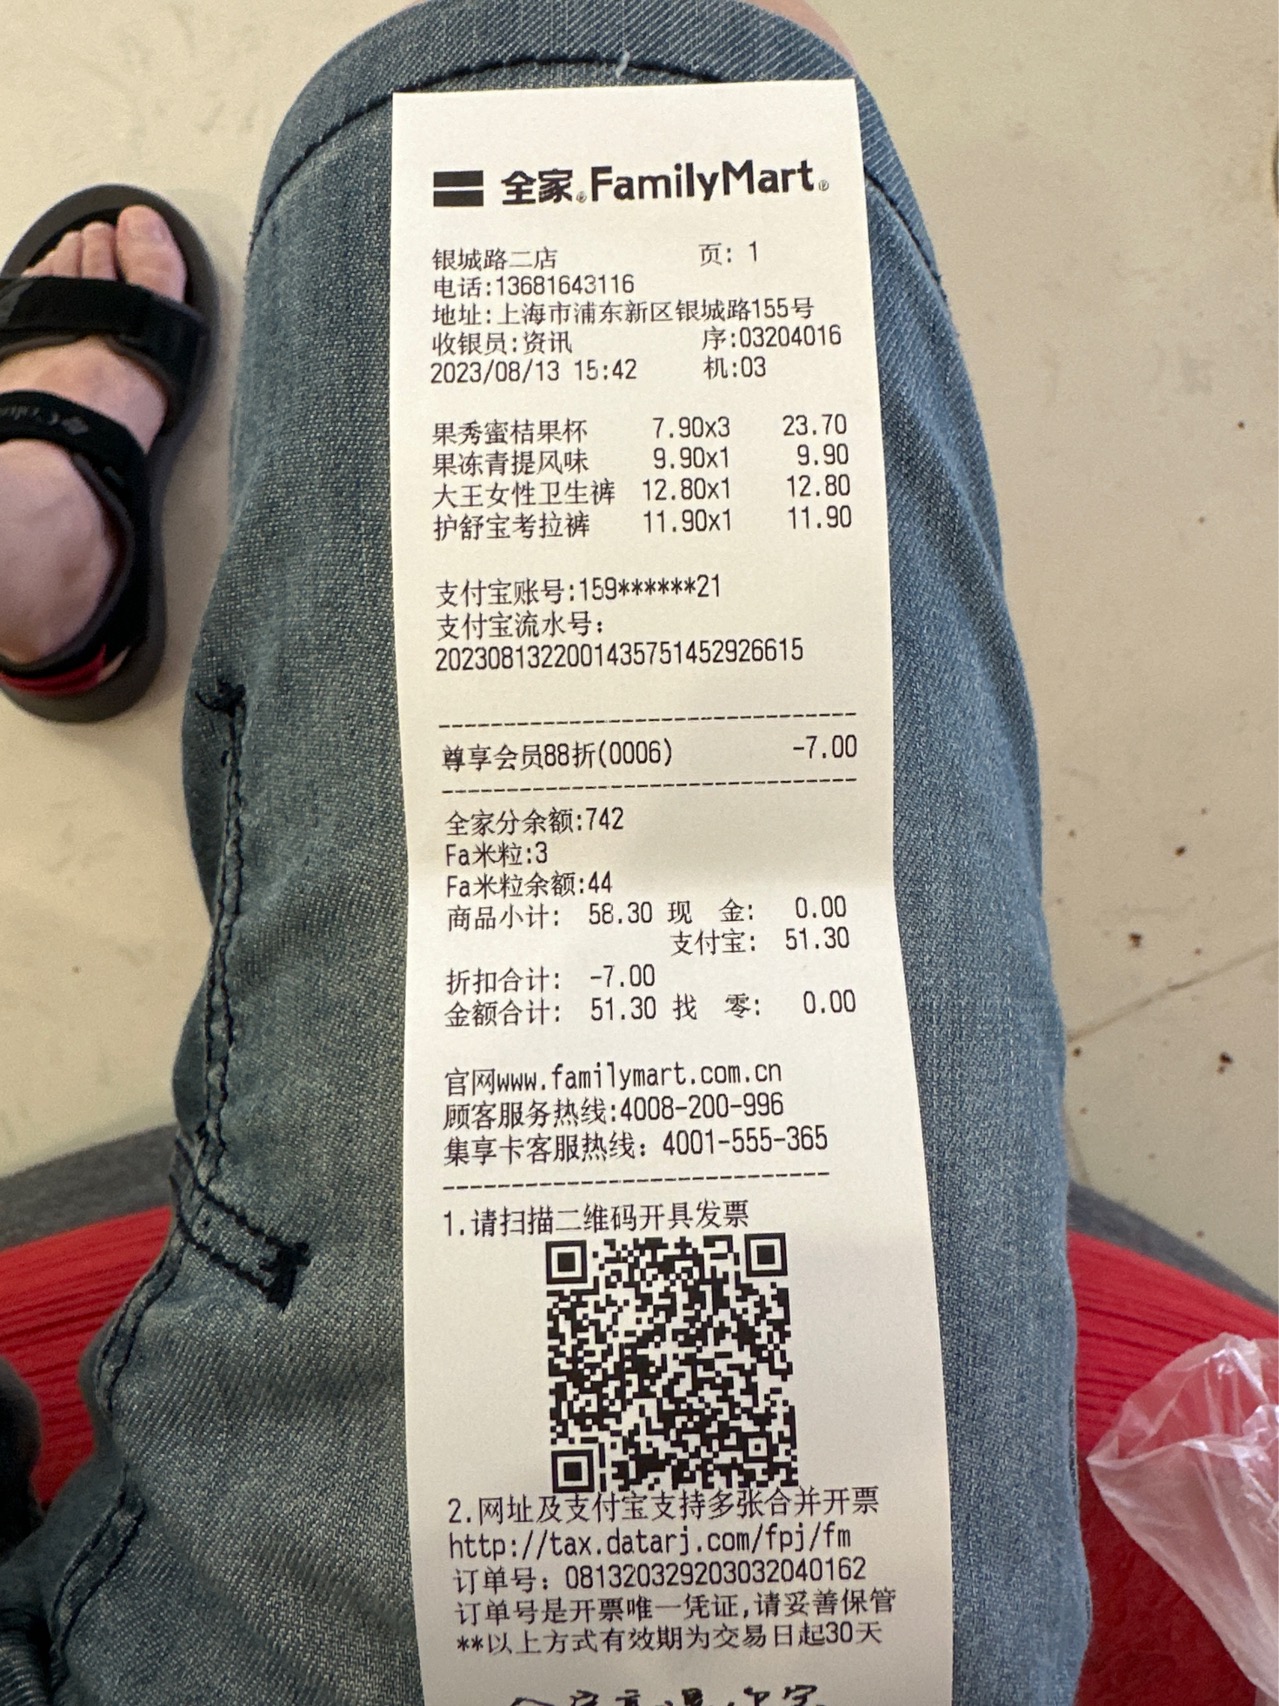 全家®FamilyMart®
银城路二店 页: 1
电话:13681643116
地址:上海市浦东新区银城路155号
收银员:资讯 序:03204016
2023/08/13 15:42 机:03
果秀蜜桔果杯 7.90x3 23.70
果冻青提风味 9.90x1 9.90
大王女性卫生裤 12.80x1 12.80
护舒宝考拉裤 11.90x1 11.90
支付宝账号:159******21
支付宝流水号:
2023081322001435751452926615
尊享会员88折(0006) -7.00
全家分余额:742
Fa米粒:3
Fa米粒余额:44
商品小计: 58.30 现 金: 0.00
支付宝: 51.30
折扣合计: -7.00
金额合计: 51.30 找 零: 0.00
官网www.familymart.com.cn
顾客服务热线:4008-200-996
集享卡客服热线: 4001-555-365
1.请扫描二维码开具发票
2.网址及支付宝支持多张合并开票
http://tax.datarj.com/fpj/fm
订单号: 081320329203032040162
订单号是开票唯一凭证,请妥善保管
**以上方式有效期为交易日起30天